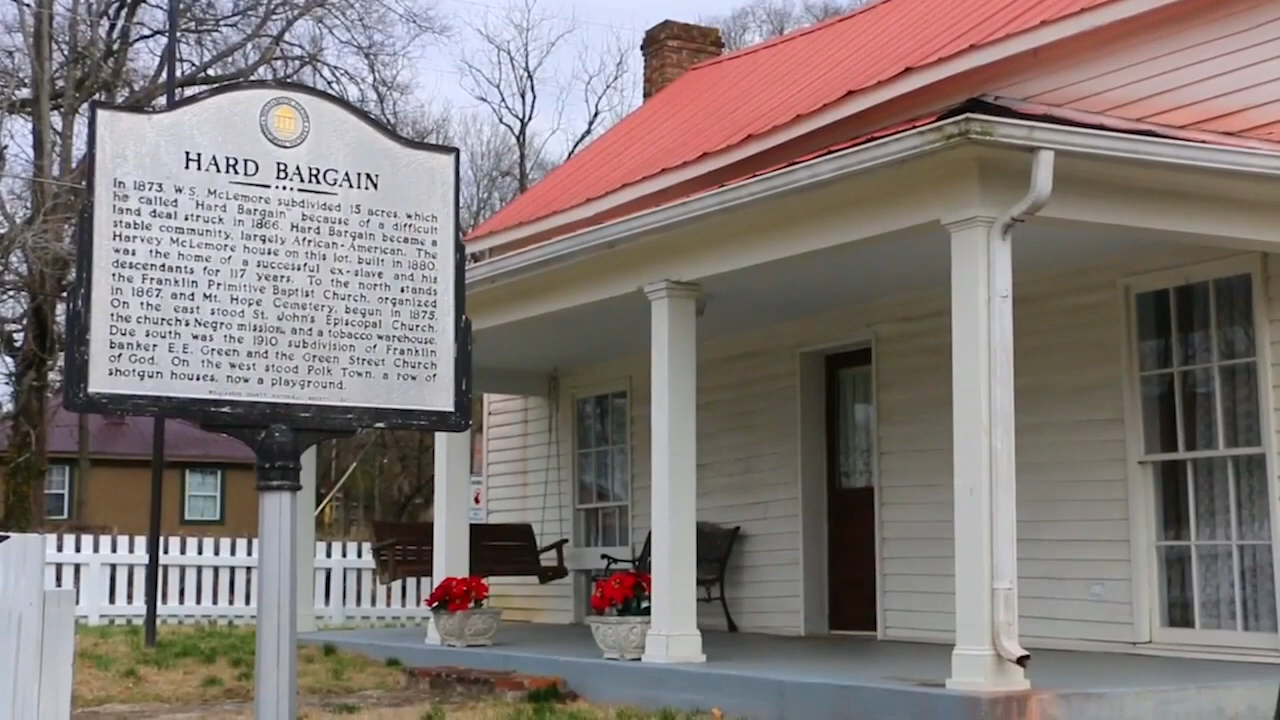 HARD BARGAIN
In 1873, W.S. McLemore subdivided 15 acres, which
he called "Hard Bargain" because of a difficult
land deal struck in 1866. Hard Bargain became a
stable community, largely African-American. The
Harvey McLemore house on this lot, built in 1880,
was the home of a successful ex-slave and his
descendants for 117 years. To the north stands
the Franklin Primitive Baptist Church, organized
in 1867, and Mt. Hope Cemetery, begun in 1875.
On the east stood St. John's Episcopal Church,
the church's Negro mission, and a tobacco warehouse.
Due south was the 1910 subdivision of Franklin
banker E.E. Green and the Green Street Church
of God. On the west stood Polk Town, a row of
shotgun houses, now a playground.